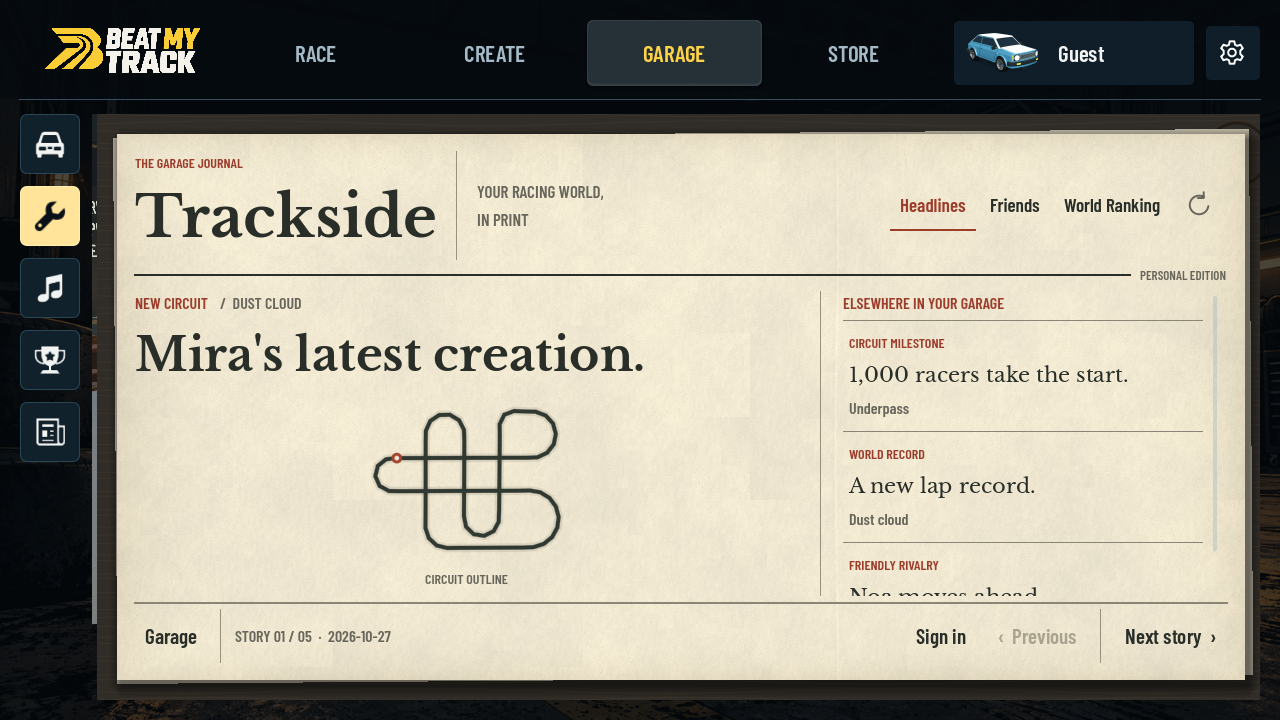 BEAT MY
TRACK
RACE
CREATE
GARAGE
STORE
Guest
THE GARAGE JOURNAL
Trackside
YOUR RACING WORLD,
IN PRINT
Headlines
Friends
World Ranking
PERSONAL EDITION
NEW CIRCUIT / DUST CLOUD
Mira's latest creation.
CIRCUIT OUTLINE
ELSEWHERE IN YOUR GARAGE
CIRCUIT MILESTONE
1,000 racers take the start.
Underpass
WORLD RECORD
A new lap record.
Dust cloud
FRIENDLY RIVALRY
Noa moves ahead
Garage
STORY 01 / 05 · 2026-10-27
Sign in
‹ Previous
Next story ›